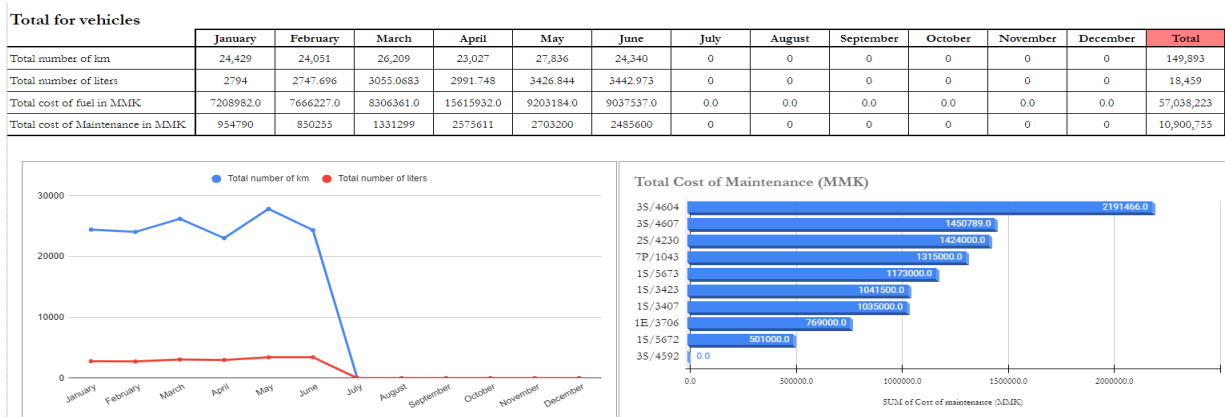 Total for vehicles
January February March April May June July August September October November December Total
Total number of km 24,429 24,051 26,209 23,027 27,836 24,340 0 0 0 0 0 0 149,893
Total number of liters 2794 2747.696 3055.0683 2991.748 3426.844 3442.973 0 0 0 0 0 0 18,459
Total cost of fuel in MMK 7208982.0 7666227.0 8306361.0 15615932.0 9203184.0 9037537.0 0.0 0.0 0.0 0.0 0.0 0.0 57,038,223
Total cost of Maintenance in MMK 954790 850255 1331299 2575611 2703200 2485600 0 0 0 0 0 0 10,900,755
Total number of km Total number of liters
30000
20000
10000
0
January February March April May June July August September October November December
Total Cost of Maintenance (MMK)
3S/4604 2191466.0
3S/4607 1450789.0
2S/4230 1424000.0
7P/1043 1315000.0
1S/5673 1173000.0
1S/3423 1041500.0
1S/3407 1035000.0
1E/3706 769000.0
1S/5672 501000.0
3S/4592 0.0
0.0 500000.0 1000000.0 1500000.0 2000000.0
SUM of Cost of maintenance (MMK)